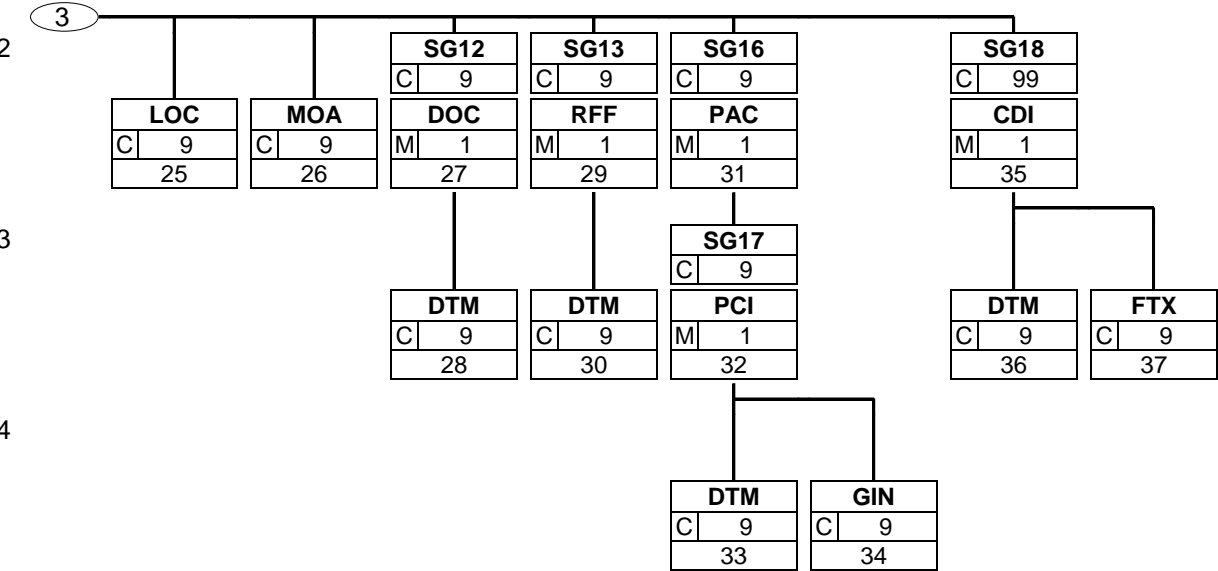 3
2
SG12 SG13 SG16 SG18
C 9 C 9 C 9 C 99
LOC MOA DOC RFF PAC CDI
C 9 C 9 M 1 M 1 M 1 M 1
25 26 27 29 31 35
3
SG17
C 9
DTM DTM PCI DTM FTX
C 9 C 9 M 1 C 9 C 9
28 30 32 36 37
4
DTM GIN
C 9 C 9
33 34